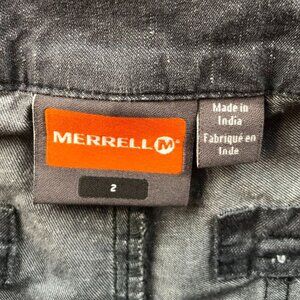 MERRELL M
2
Made in
India
Fabriqué en
Inde